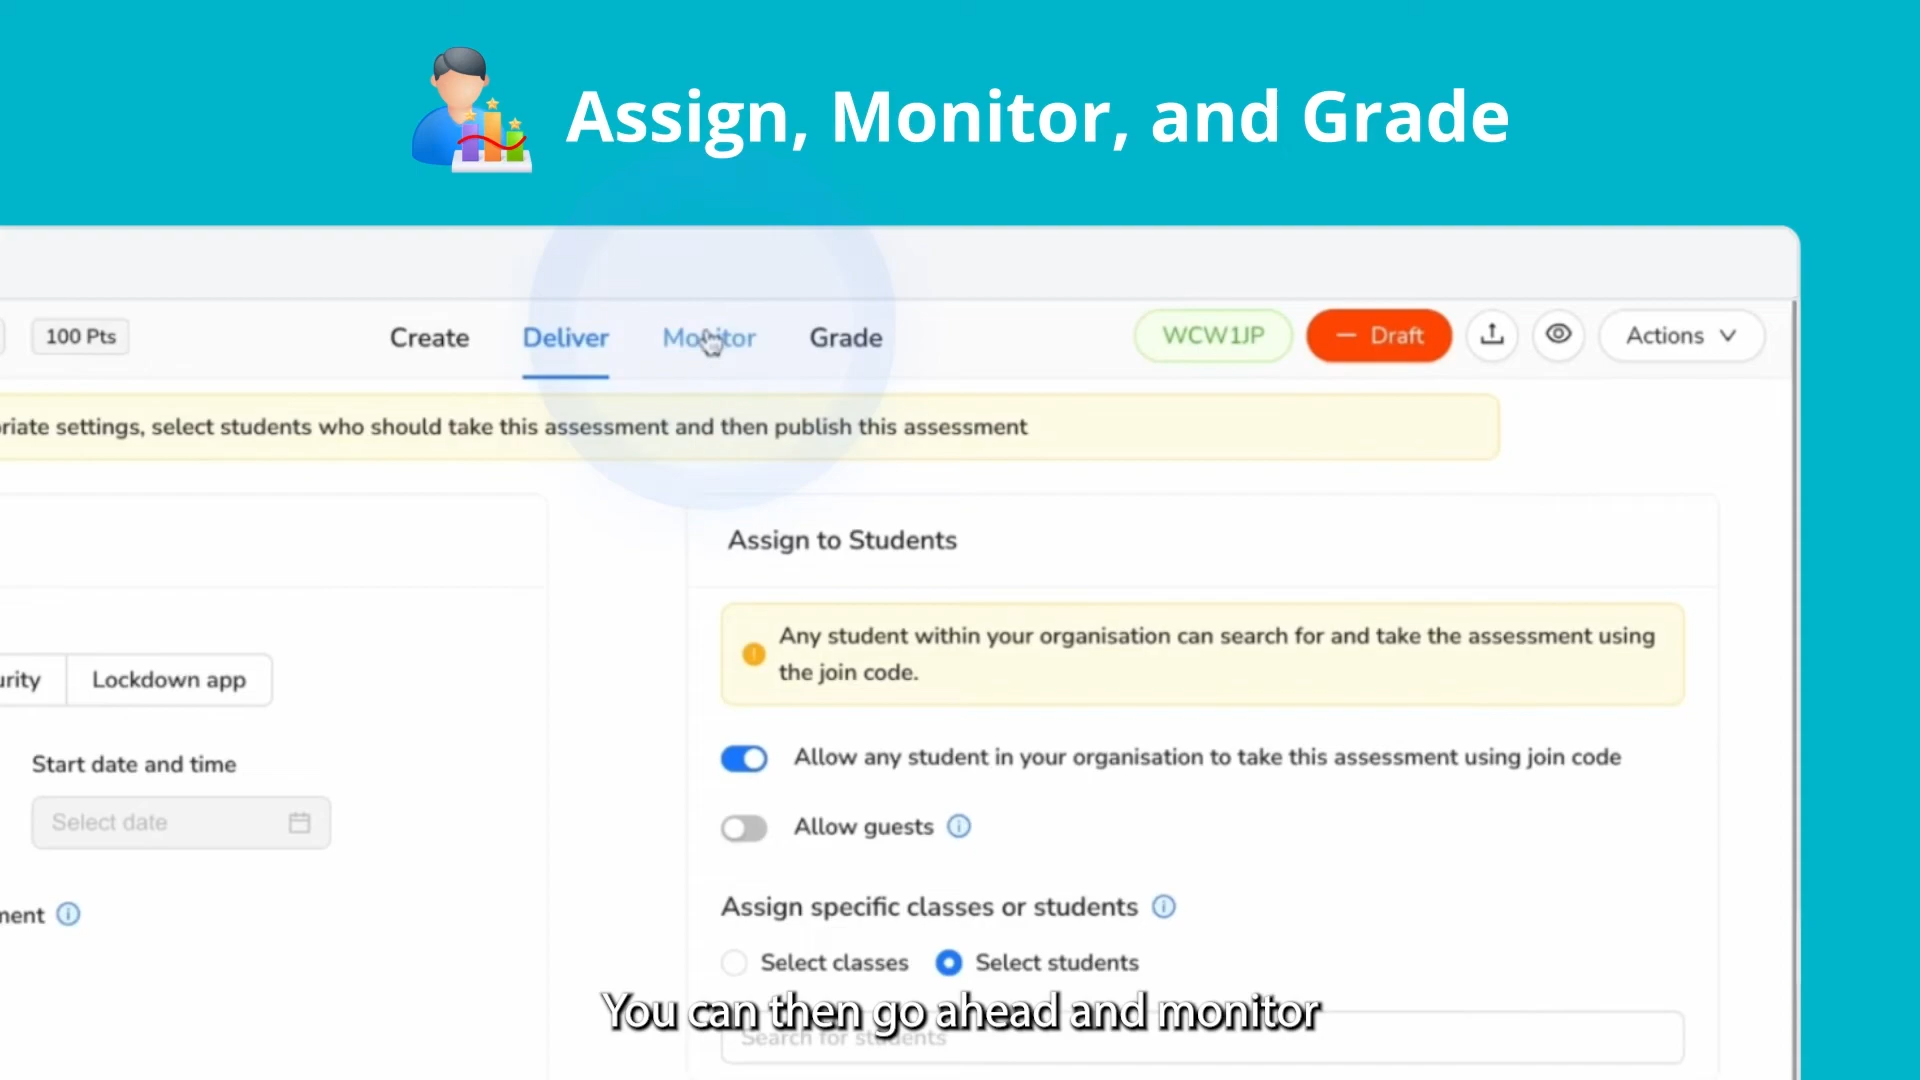 Assign, Monitor, and Grade
100 Pts
Create
Deliver
Monitor
Grade
WCW1JP
Draft
Actions
settings, select students who should take this assessment and then publish this assessment
Assign to Students
Any student within your organisation can search for and take the assessment using
the join code.
Lockdown app
Allow any student in your organisation to take this assessment using join code
Start date and time
Select date
Allow guests
Assign specific classes or students
Select classes
Select students
You can then go ahead and monitor
Search for students